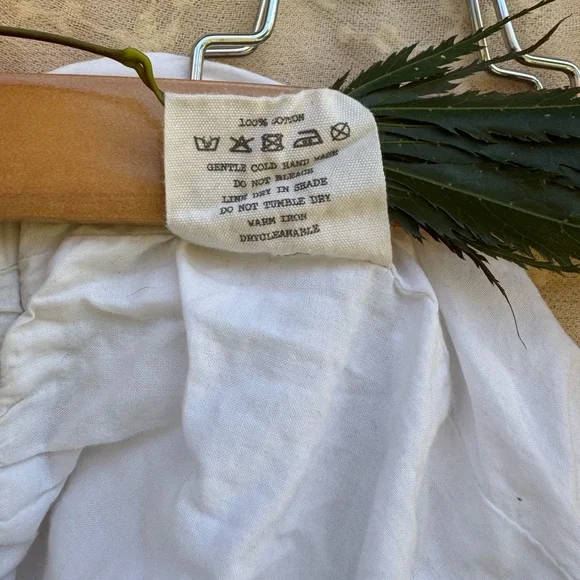 100% COTTON
GENTLE COLD HAND WASH
DO NOT BLEACH
LINE DRY IN SHADE
DO NOT TUMBLE DRY
WARM IRON
DRYCLEANABLE